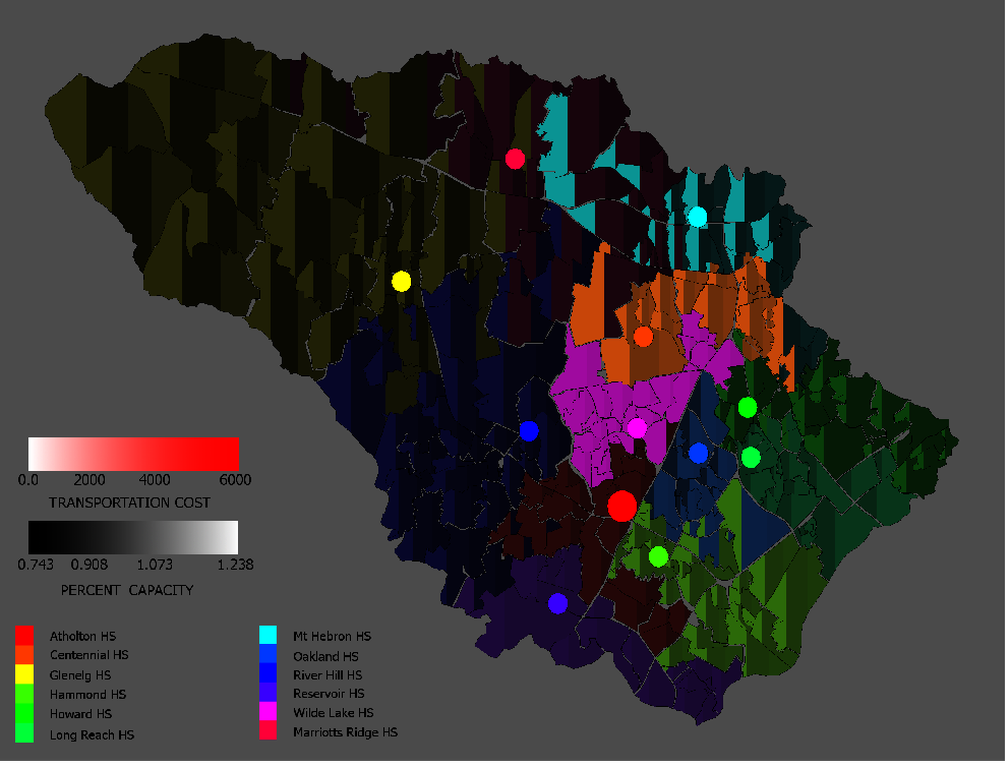 0.0 2000 4000 6000
TRANSPORTATION COST
0.743 0.908 1.073 1.238
PERCENT CAPACITY
Atholton HS
Centennial HS
Glenelg HS
Hammond HS
Howard HS
Long Reach HS
Mt Hebron HS
Oakland HS
River Hill HS
Reservoir HS
Wilde Lake HS
Marriotts Ridge HS